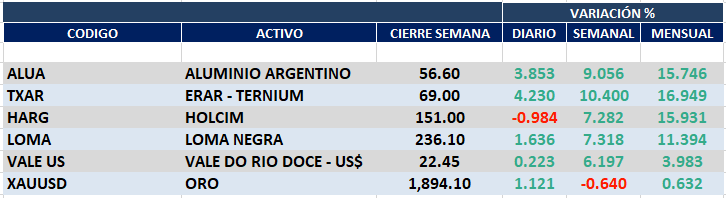 VARIACIÓN %
CODIGO ACTIVO CIERRE SEMANA DIARIO SEMANAL MENSUAL
ALUA ALUMINIO ARGENTINO 56.60 3.853 9.056 15.746
TXAR ERAR - TERNIUM 69.00 4.230 10.400 16.949
HARG HOLCIM 151.00 -0.984 7.282 15.931
LOMA LOMA NEGRA 236.10 1.636 7.318 11.394
VALE US VALE DO RIO DOCE - US$ 22.45 0.223 6.197 3.983
XAUUSD ORO 1,894.10 1.121 -0.640 0.632